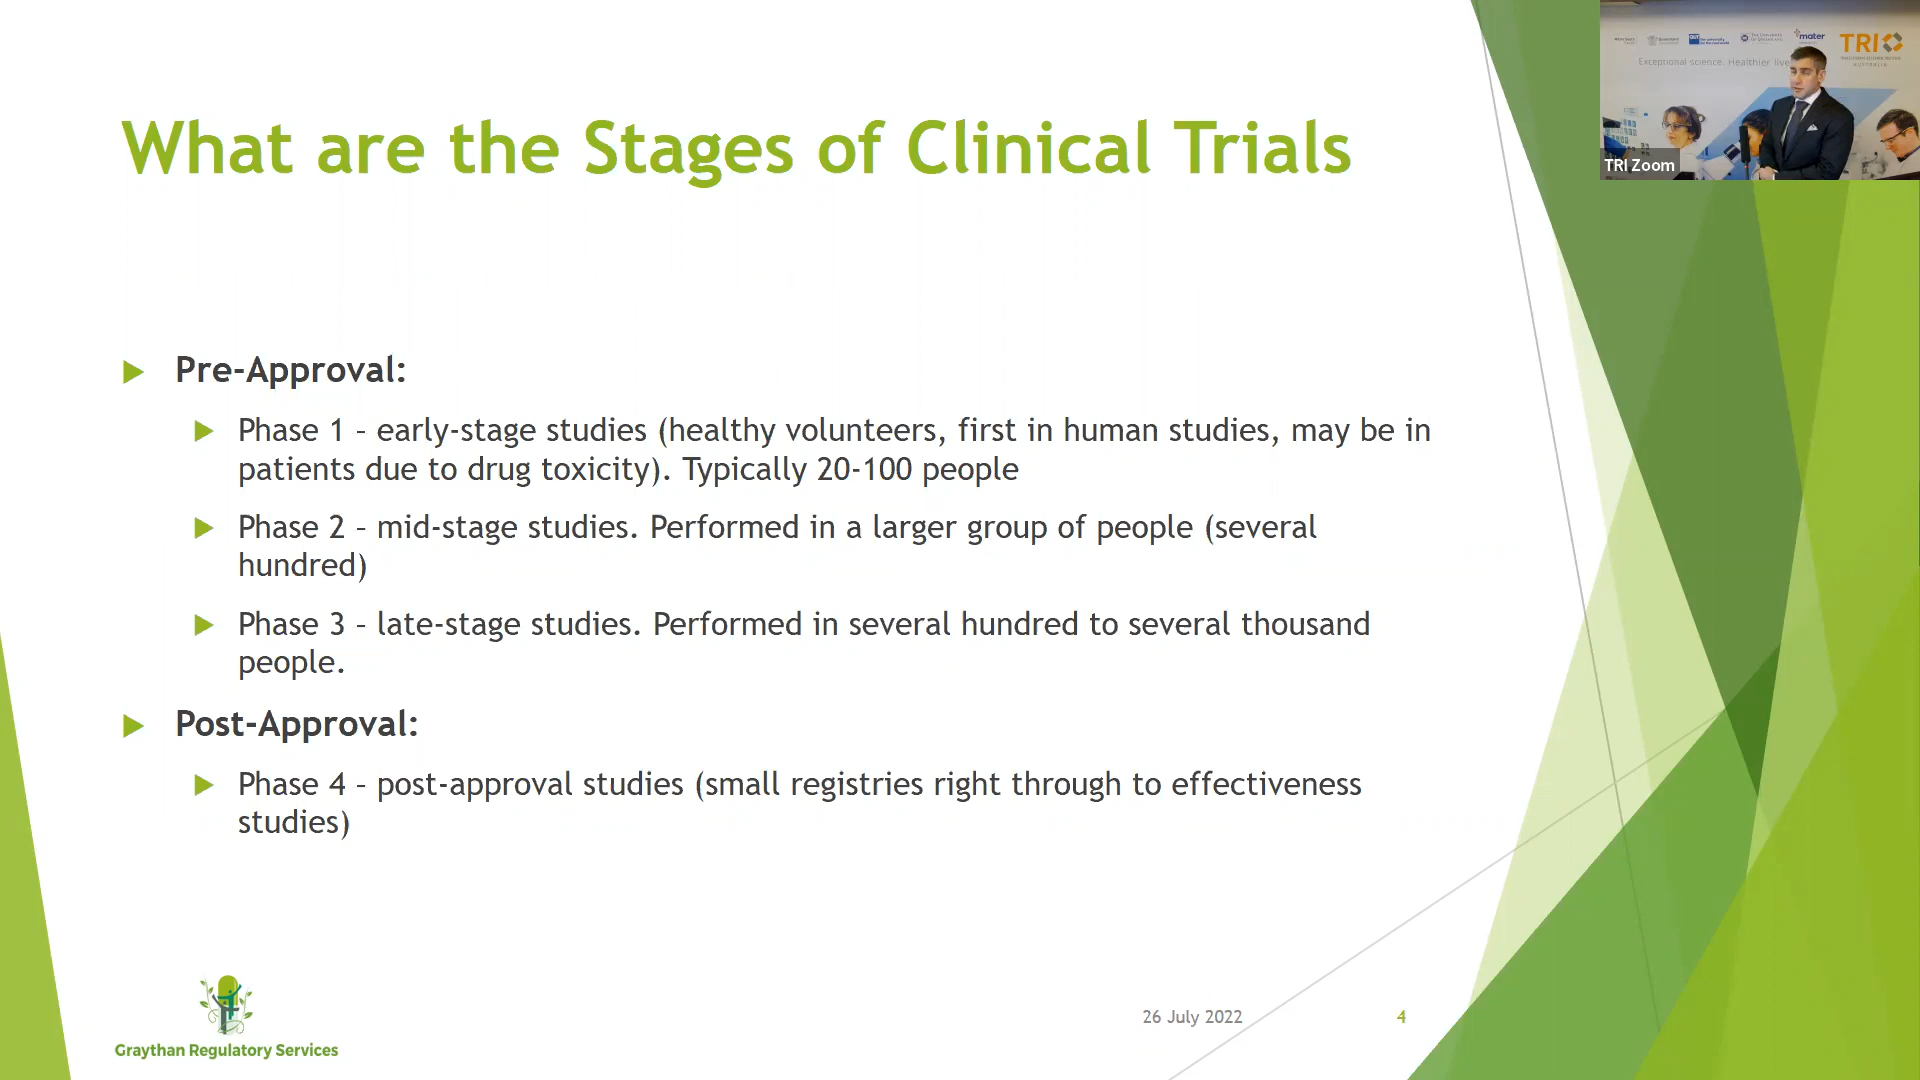 What are the Stages of Clinical Trials
Pre-Approval:
Phase 1 – early-stage studies (healthy volunteers, first in human studies, may be in
patients due to drug toxicity). Typically 20-100 people
Phase 2 – mid-stage studies. Performed in a larger group of people (several
hundred)
Phase 3 – late-stage studies. Performed in several hundred to several thousand
people.
Post-Approval:
Phase 4 – post-approval studies (small registries right through to effectiveness
studies)
Graythan Regulatory Services
26 July 2022
4
mater
TRI
Exceptional science. Healthier
AUSTRALIA
TRI Zoom